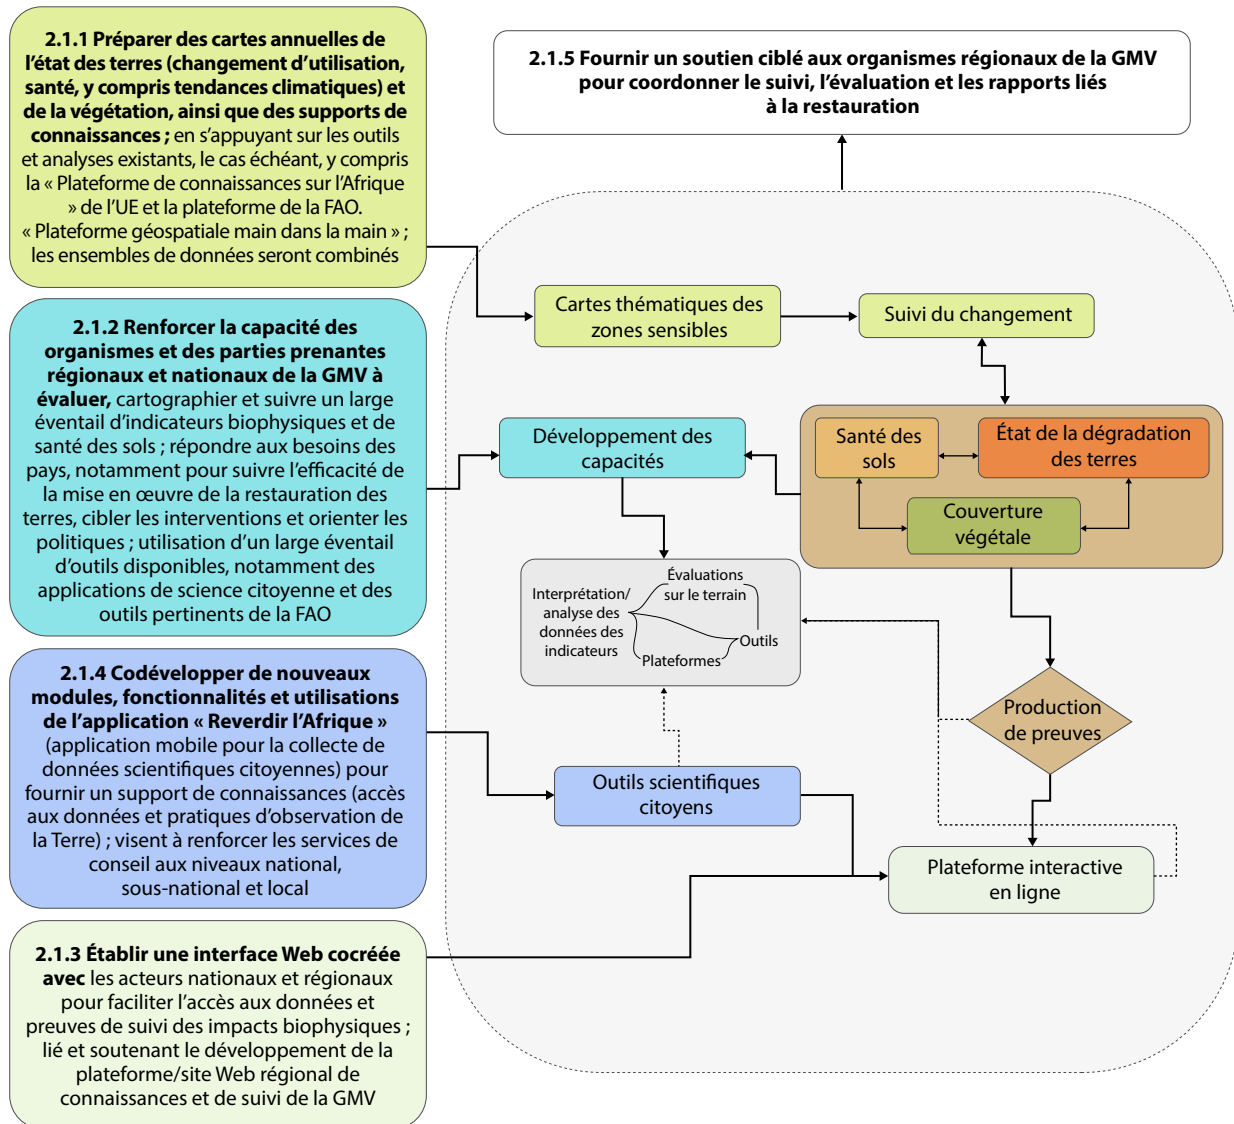 2.1.1 Préparer des cartes annuelles de
l’état des terres (changement d’utilisation,
santé, y compris tendances climatiques) et
de la végétation, ainsi que des supports de
connaissances ; en s’appuyant sur les outils
et analyses existants, le cas échéant, y compris
la « Plateforme de connaissances sur l’Afrique
» de l’UE et la plateforme de la FAO.
« Plateforme géospatiale main dans la main » ;
les ensembles de données seront combinés
2.1.2 Renforcer la capacité des
organismes et des parties prenantes
régionaux et nationaux de la GMV à
évaluer, cartographier et suivre un large
éventail d’indicateurs biophysiques et de
santé des sols ; répondre aux besoins des
pays, notamment pour suivre l’efficacité de
la mise en œuvre de la restauration des
terres, cibler les interventions et orienter les
politiques ; utilisation d’un large éventail
d’outils disponibles, notamment des
applications de science citoyenne et des
outils pertinents de la FAO
2.1.4 Codévelopper de nouveaux
modules, fonctionnalités et utilisations
de l’application « Reverdir l’Afrique »
(application mobile pour la collecte de
données scientifiques citoyennes) pour
fournir un support de connaissances (accès
aux données et pratiques d’observation de
la Terre) ; visent à renforcer les services de
conseil aux niveaux national,
sous-national et local
2.1.3 Établir une interface Web cocréée
avec les acteurs nationaux et régionaux
pour faciliter l’accès aux données et
preuves de suivi des impacts biophysiques ;
lié et soutenant le développement de la
plateforme/site Web régional de
connaissances et de suivi de la GMV
2.1.5 Fournir un soutien ciblé aux organismes régionaux de la GMV
pour coordonner le suivi, l’évaluation et les rapports liés
à la restauration
Cartes thématiques des
zones sensibles
Suivi du changement
Développement des
capacités
Santé des
sols
État de la dégradation
des terres
Couverture
végétale
Interprétation/
analyse des
données des
indicateurs
Évaluations
sur le terrain
Outils
Plateformes
Production
de preuves
Outils scientifiques
citoyens
Plateforme interactive
en ligne